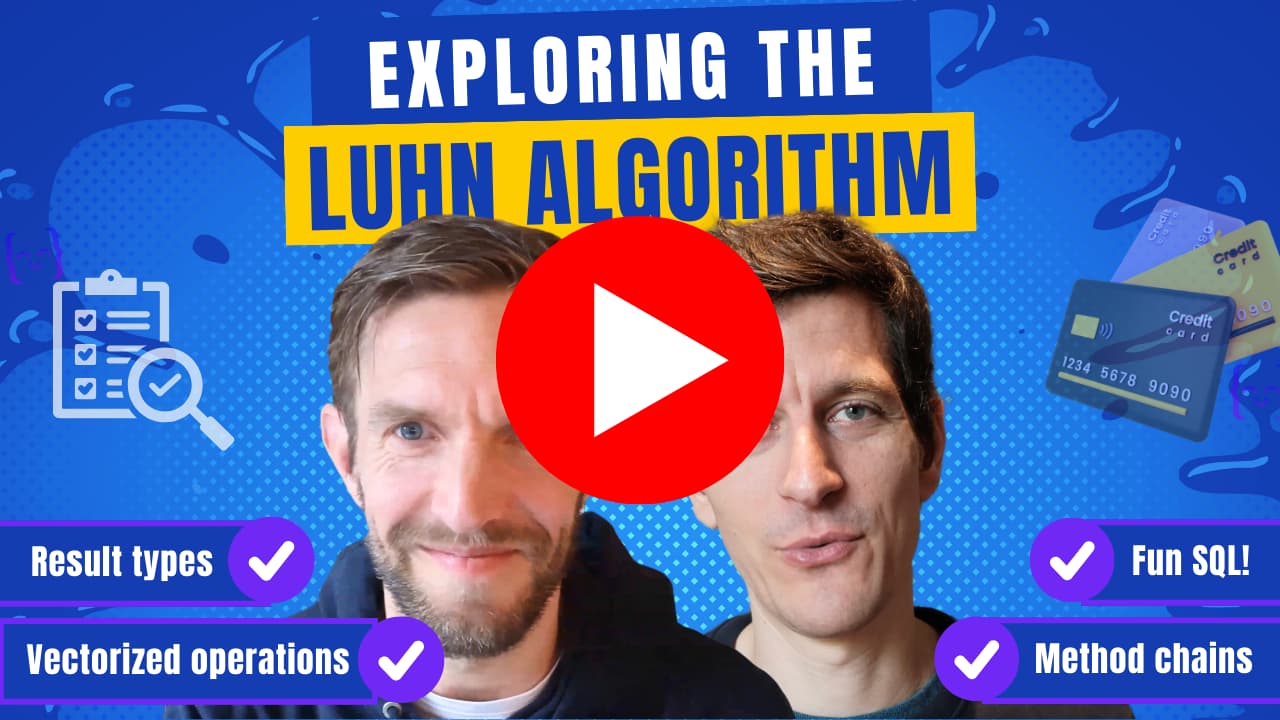 EXPLORING THE
LUHN ALGORITHM
Credit
card
Credit
card
090
Credit
card
1234 5678 9090
Result types
Fun SQL!
Vectorized operations
Method chains